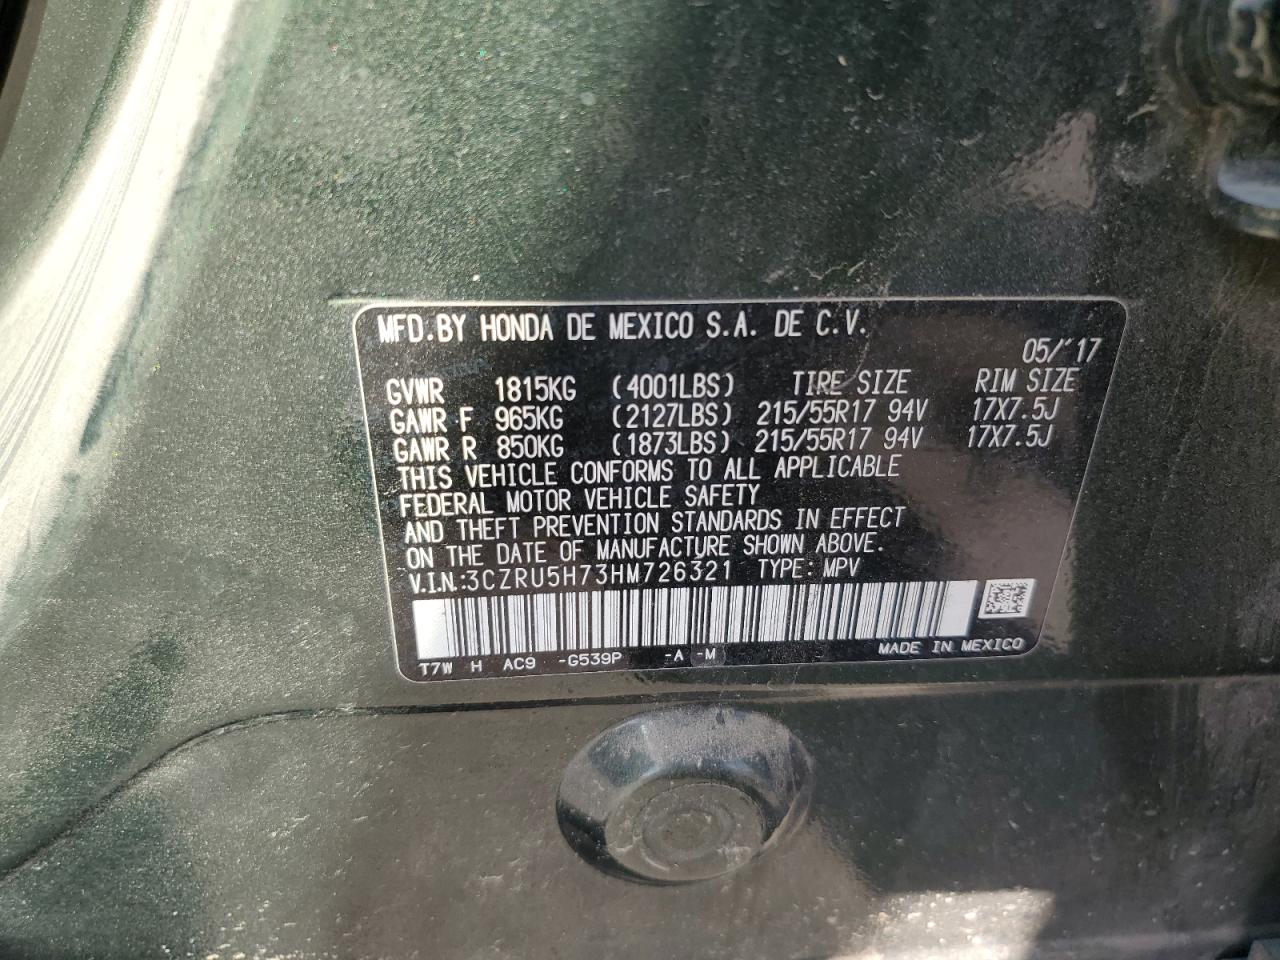 MFD.BY HONDA DE MEXICO S.A. DE C.V.
05/'17
GVWR 1815KG (4001LBS) TIRE SIZE RIM SIZE
GAWR F 965KG (2127LBS) 215/55R17 94V 17X7.5J
GAWR R 850KG (1873LBS) 215/55R17 94V 17X7.5J
THIS VEHICLE CONFORMS TO ALL APPLICABLE
FEDERAL MOTOR VEHICLE SAFETY
AND THEFT PREVENTION STANDARDS IN EFFECT
ON THE DATE OF MANUFACTURE SHOWN ABOVE.
V.I.N.:3CZRU5H73HM726321 TYPE: MPV
T7W H AC9 -G539P -A -M MADE IN MEXICO